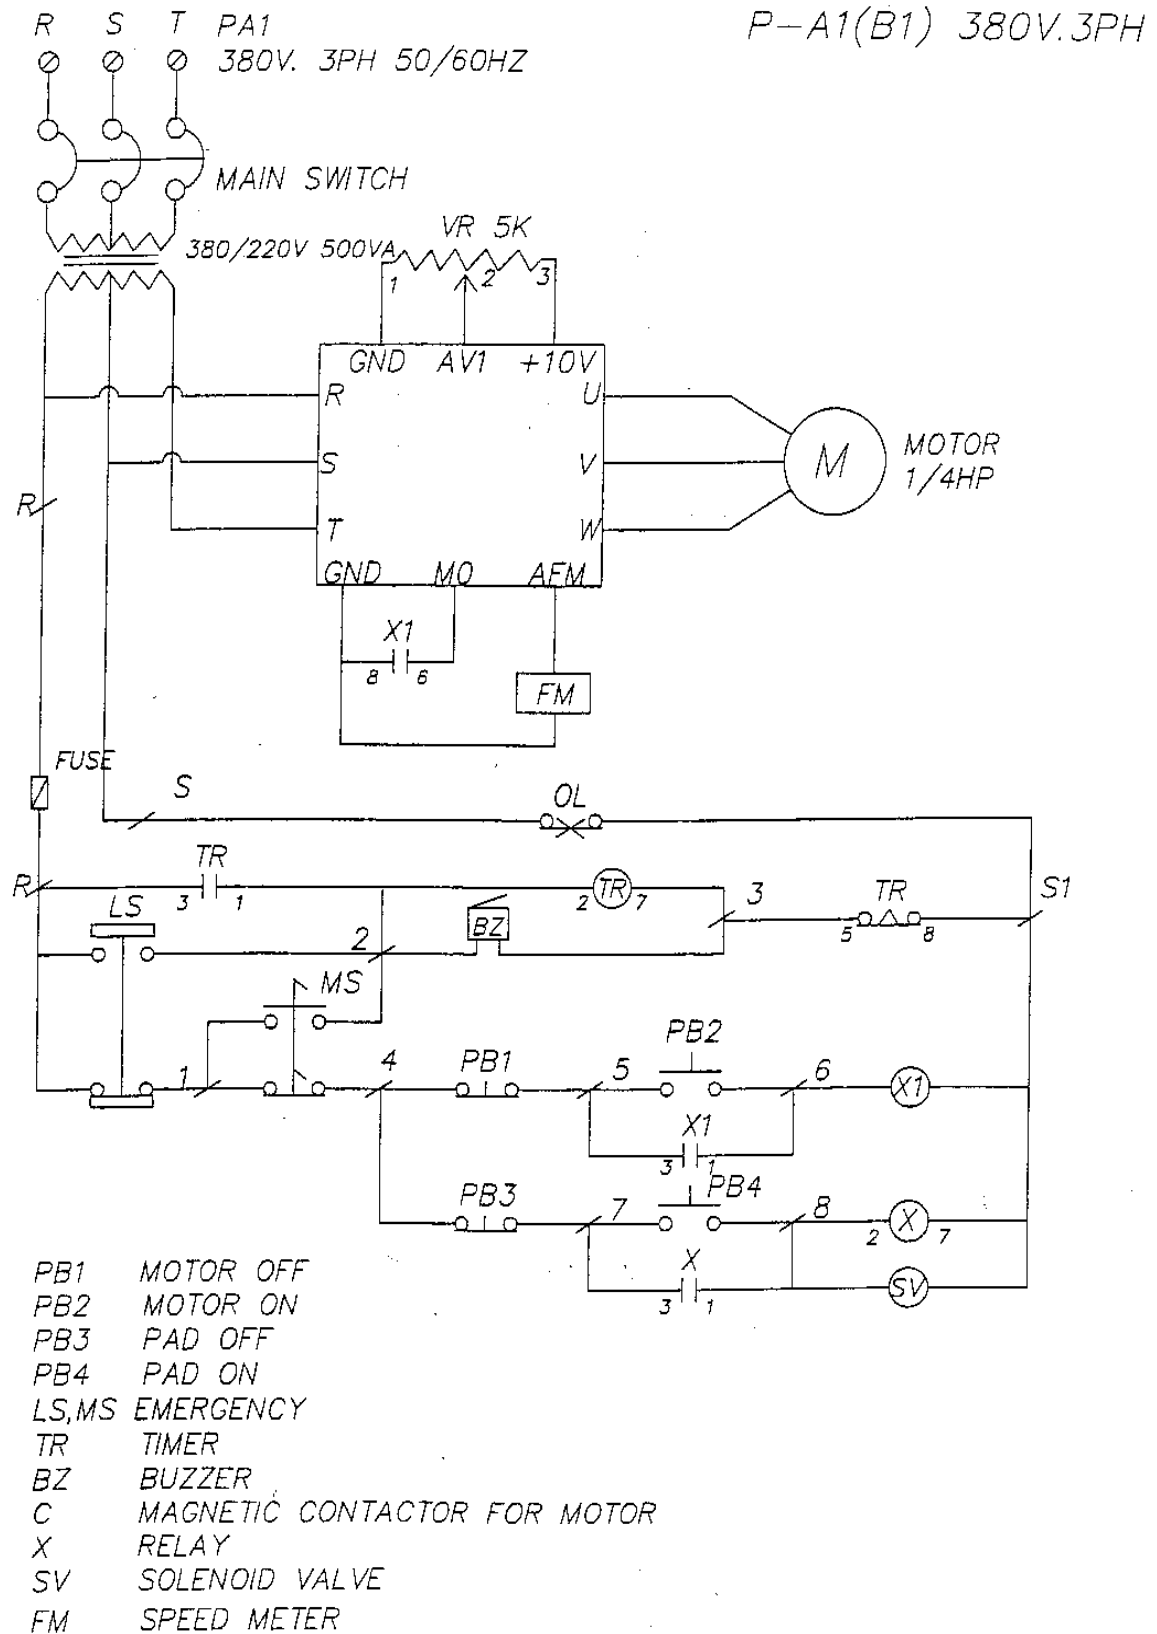 R S T PA1
P-A1(B1) 380V.3PH
380V. 3PH 50/60HZ
MAIN SWITCH
VR 5K
380/220V 500VA
1 2 3
GND AV1 +10V
R U
MOTOR
M
1/4HP
S V
R
T W
GND M0 AFM
X1
8 6
FM
FUSE
S OL
TR
R TR 3 TR S1
3 1 2 7
LS
BZ 5 8
2
MS
PB2
1 4 PB1 5 6 X1
X1
3 1
PB3 PB4
7 8 X
2 7
X
3 1 SV
PB1 MOTOR OFF
PB2 MOTOR ON
PB3 PAD OFF
PB4 PAD ON
LS,MS EMERGENCY
TR TIMER
BZ BUZZER
C MAGNETIC CONTACTOR FOR MOTOR
X RELAY
SV SOLENOID VALVE
FM SPEED METER